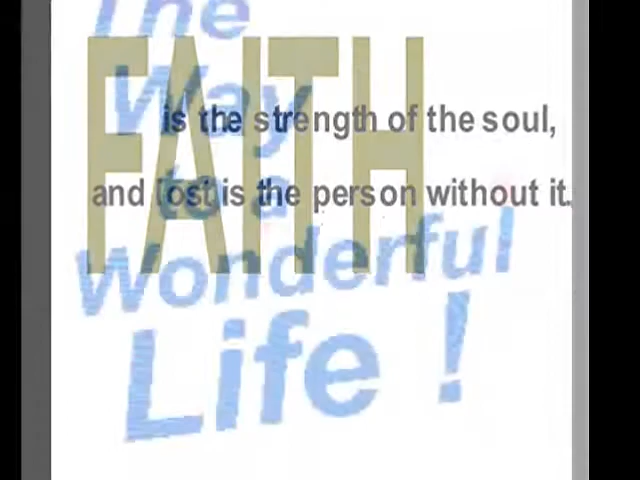 The
Way
to a
Wonderful
Life !
FAITH
is the strength of the soul,
and lost is the person without it.